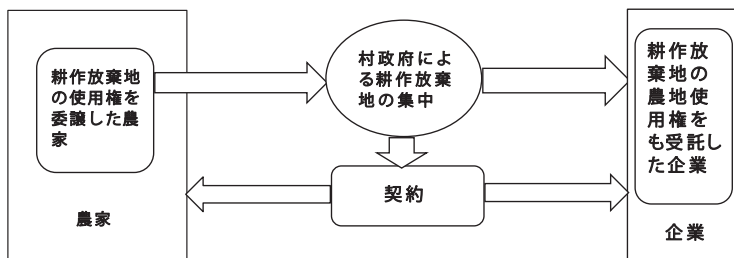 耕作放棄地
の使用権を
委譲した農
家
農家
村政府によ
る耕作放棄
地の集中
契約
耕作放
棄地の
農地使
用権を
も受託し
た企業
企業